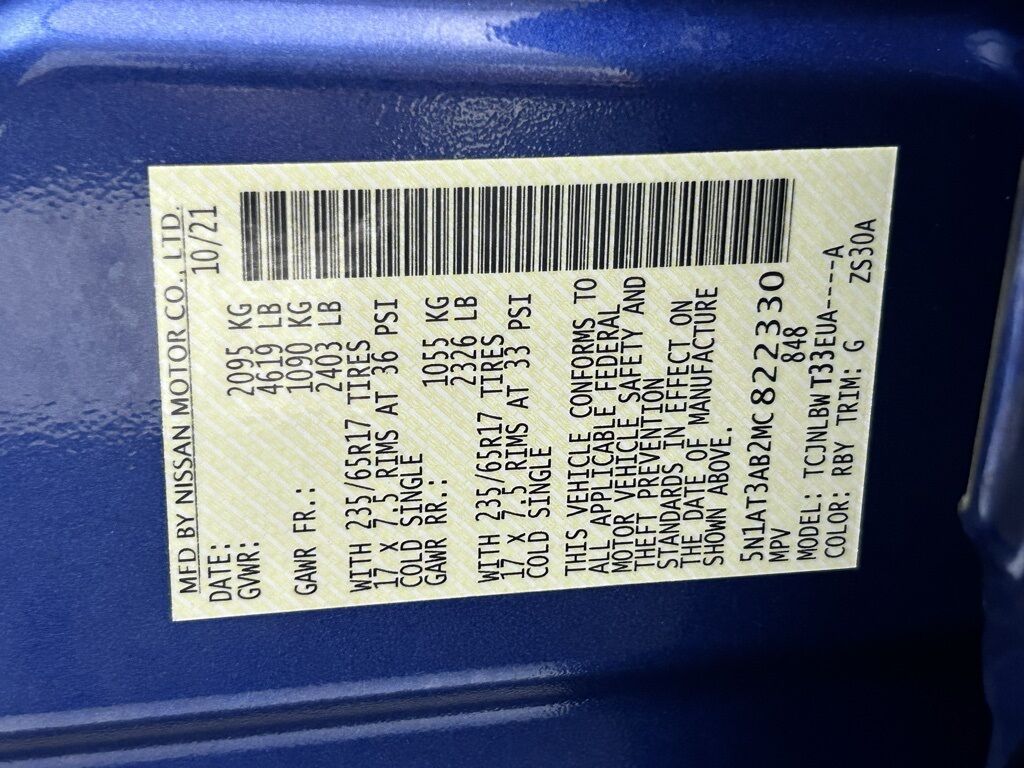 MFD BY NISSAN MOTOR CO., LTD.
DATE: 10/21
GVWR: 2095 KG
4619 LB
GAWR FR.: 1090 KG
2403 LB
WITH 235/65R17 TIRES
17 X 7.5 RIMS AT 36 PSI
COLD SINGLE
GAWR RR.: 1055 KG
2326 LB
WITH 235/65R17 TIRES
17 X 7.5 RIMS AT 33 PSI
COLD SINGLE
THIS VEHICLE CONFORMS TO
ALL APPLICABLE FEDERAL
MOTOR VEHICLE SAFETY AND
THEFT PREVENTION
STANDARDS IN EFFECT ON
THE DATE OF MANUFACTURE
SHOWN ABOVE.
5N1AT3AB2MC822330
MPV 848
MODEL: TCJNLBW T33EUA----A
COLOR: RBY TRIM: G ZS30A